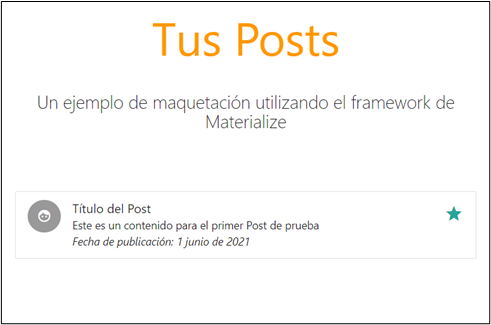 Tus Posts
Un ejemplo de maquetación utilizando el framework de
Materialize
Título del Post
Este es un contenido para el primer Post de prueba
Fecha de publicación: 1 junio de 2021